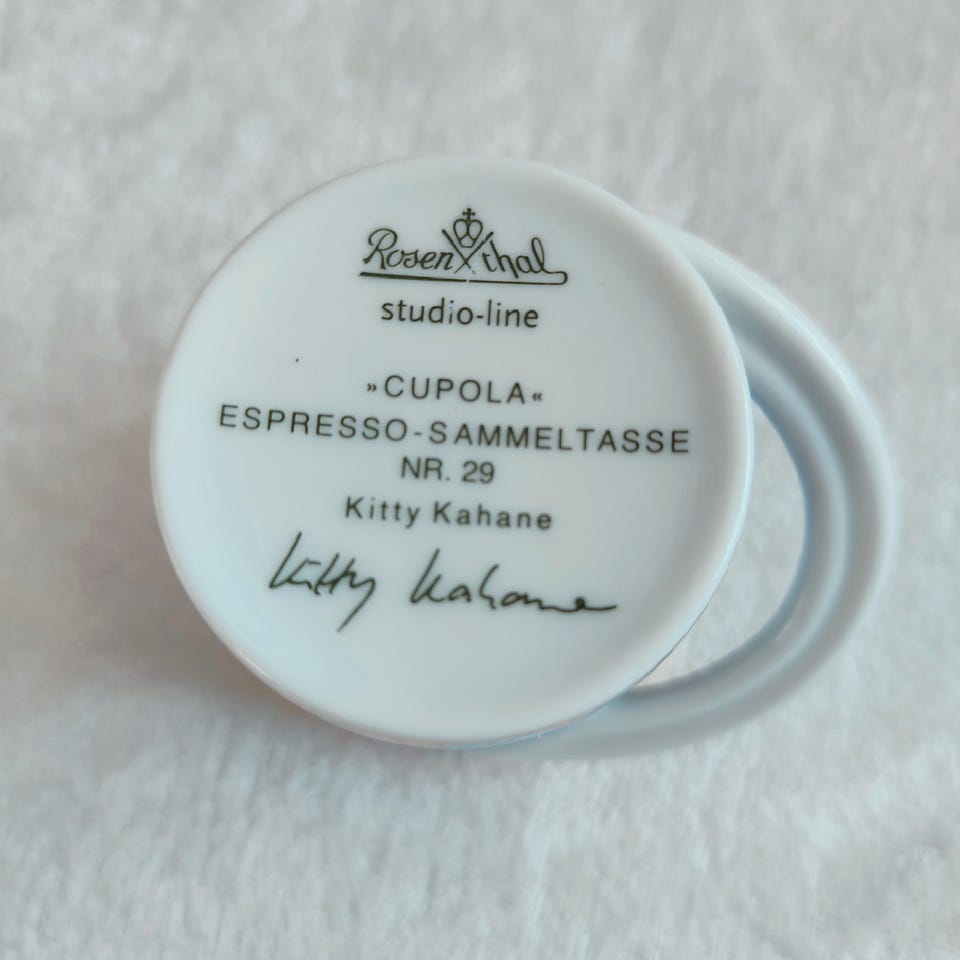 Rosenthal
studio-line
»CUPOLA«
ESPRESSO-SAMMELTASSE
NR. 29
Kitty Kahane
Kitty Kahane